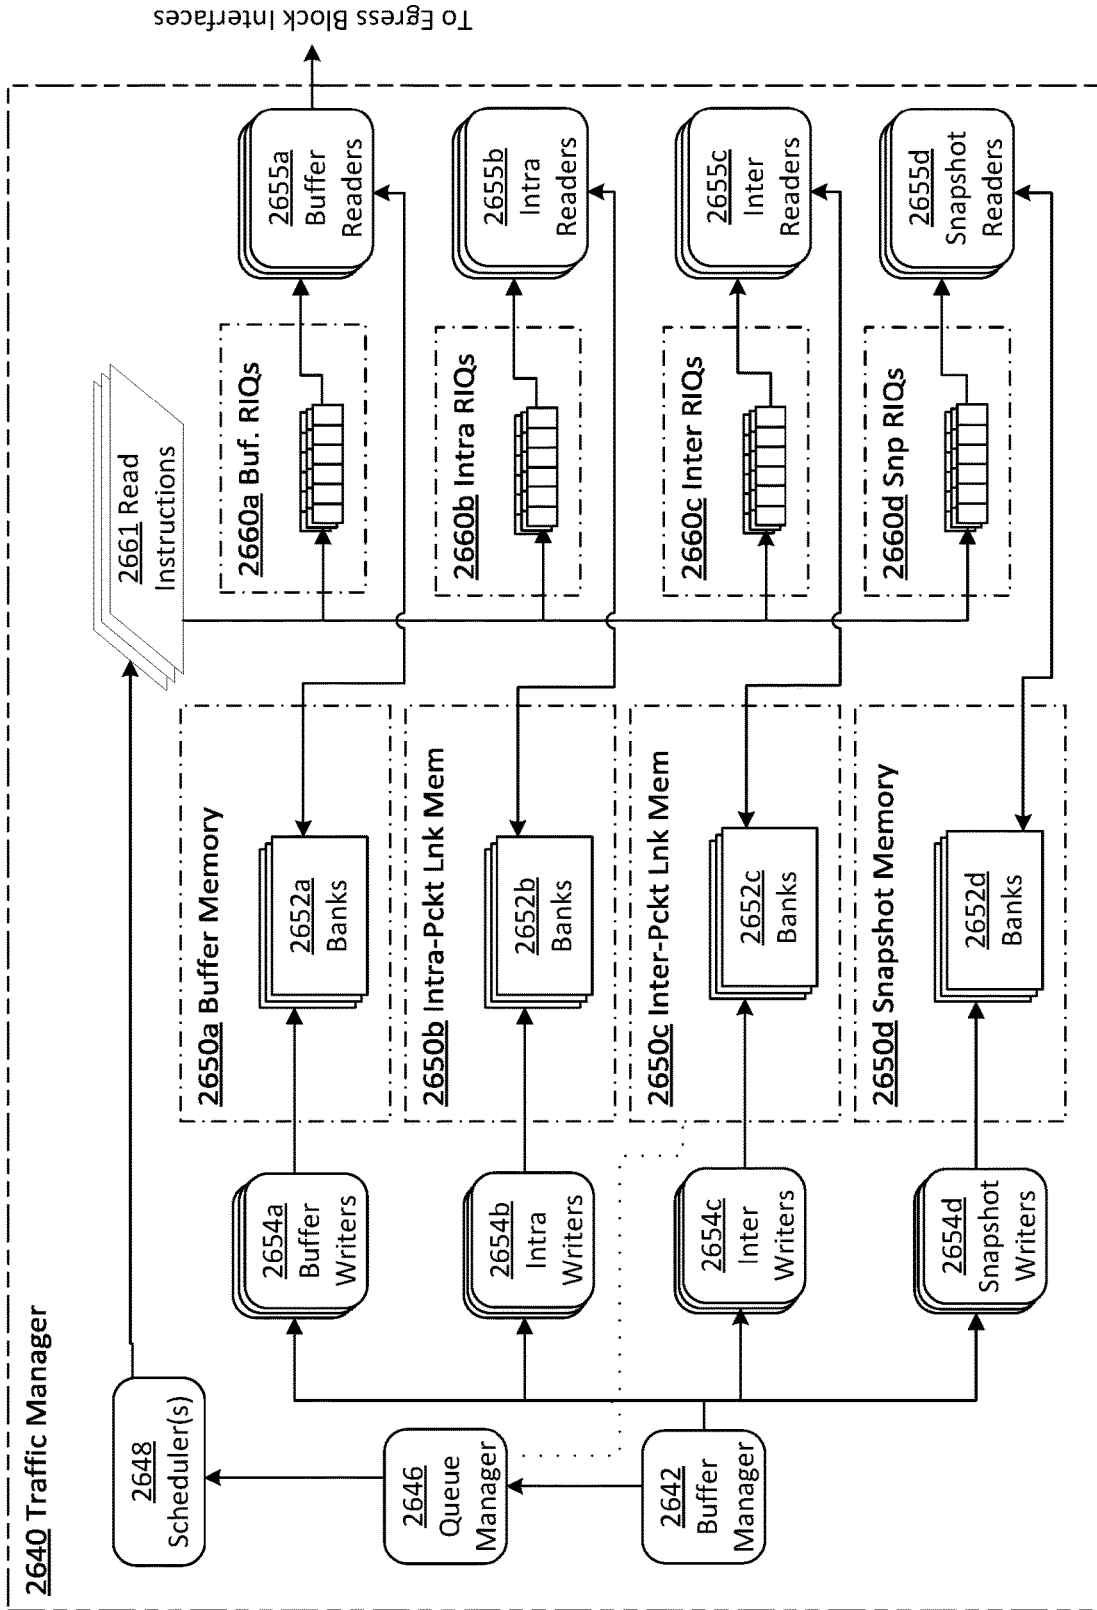 2640 Traffic Manager
2648
Scheduler(s)
2646
Queue
Manager
2642
Buffer
Manager
2654a
Buffer
Writers
2654b
Intra
Writers
2654c
Inter
Writers
2654d
Snapshot
Writers
2650a Buffer Memory
2652a
Banks
2650b Intra-Pckt Lnk Mem
2652b
Banks
2650c Inter-Pckt Lnk Mem
2652c
Banks
2650d Snapshot Memory
2652d
Banks
2661 Read
Instructions
2660a Buf. RIQs
2660b Intra RIQs
2660c Inter RIQs
2660d Snp RIQs
2655a
Buffer
Readers
2655b
Intra
Readers
2655c
Inter
Readers
2655d
Snapshot
Readers
To Egress Block Interfaces